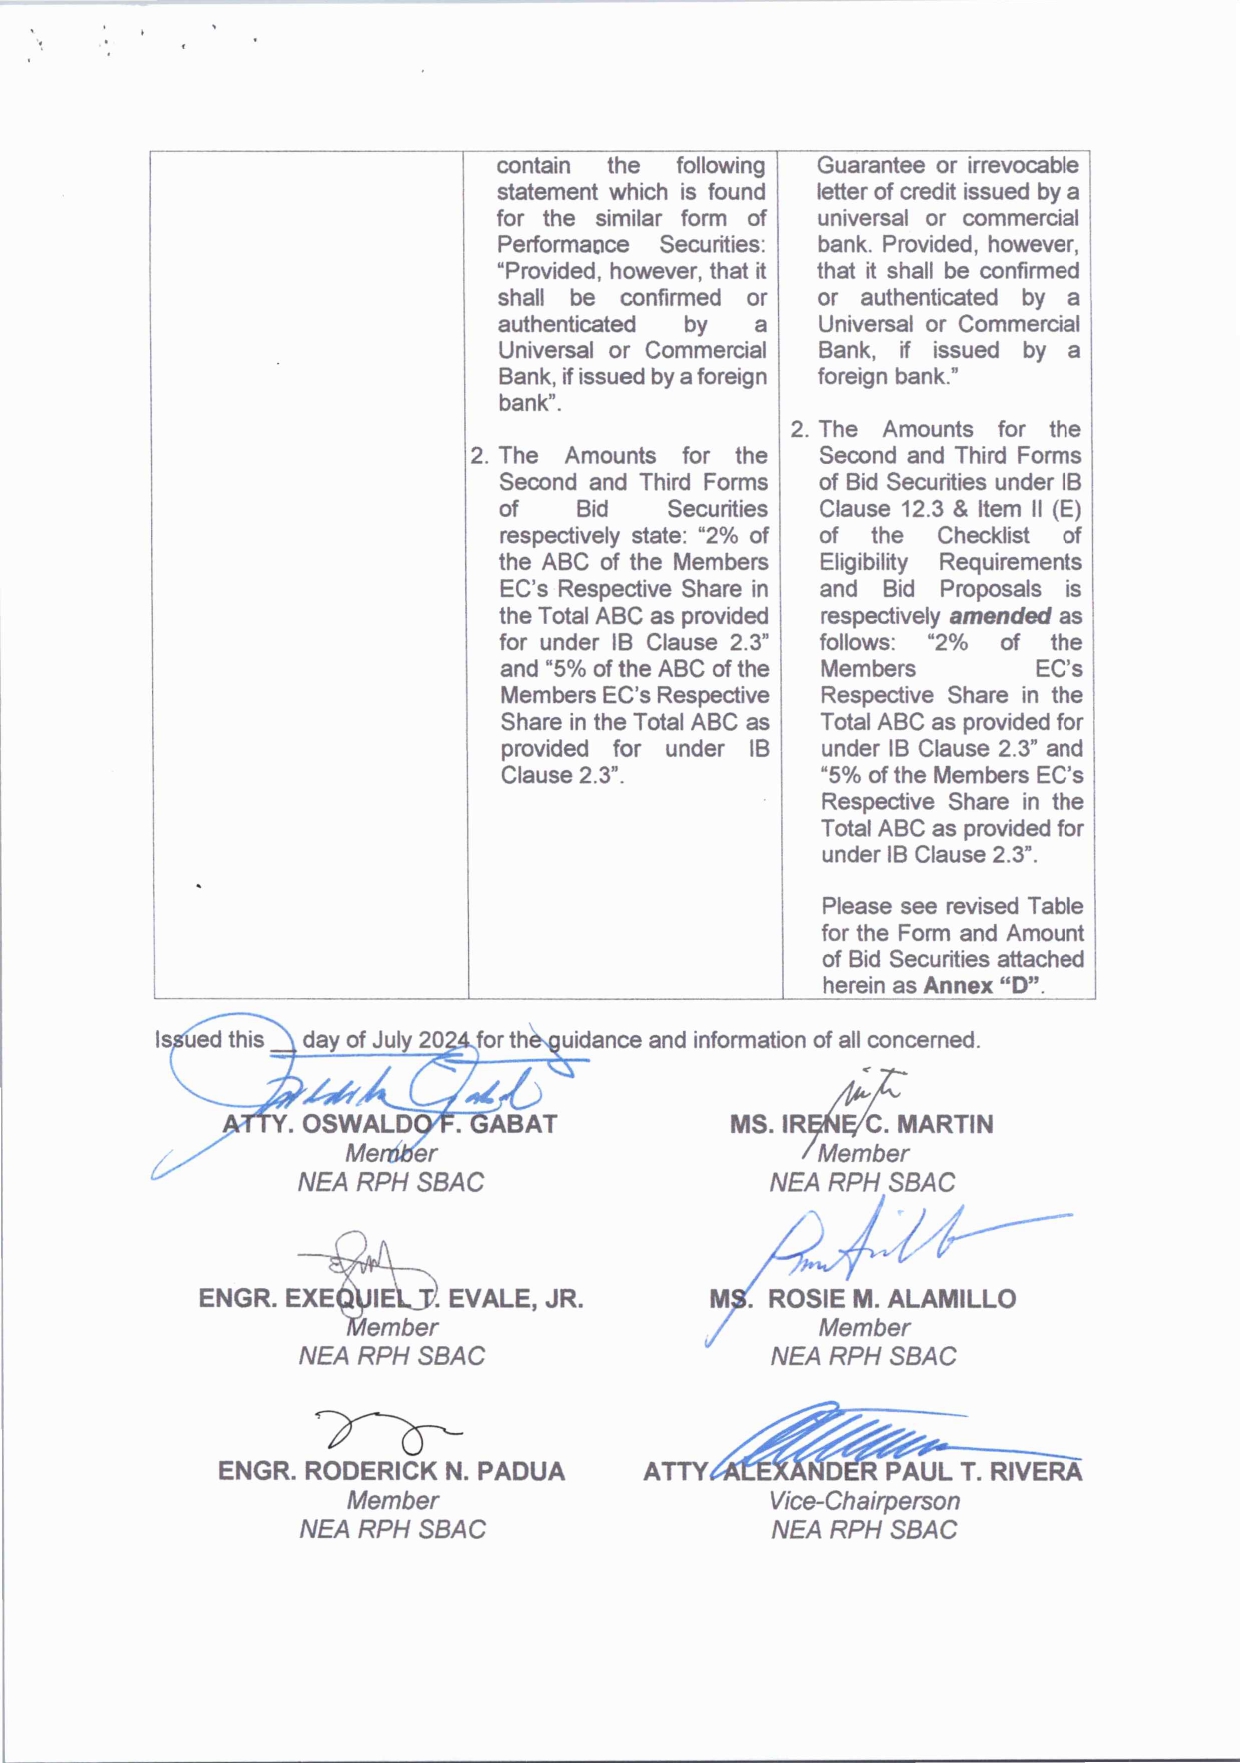 contain the following
statement which is found
for the similar form of
Performance Securities:
“Provided, however, that it
shall be confirmed or
authenticated by a
Universal or Commercial
Bank, if issued by a foreign
bank”.
2. The Amounts for the
Second and Third Forms
of Bid Securities
respectively state: “2% of
the ABC of the Members
EC’s Respective Share in
the Total ABC as provided
for under IB Clause 2.3”
and “5% of the ABC of the
Members EC’s Respective
Share in the Total ABC as
provided for under IB
Clause 2.3”.
Guarantee or irrevocable
letter of credit issued by a
universal or commercial
bank. Provided, however,
that it shall be confirmed
or authenticated by a
Universal or Commercial
Bank, if issued by a
foreign bank.”
2. The Amounts for the
Second and Third Forms
of Bid Securities under IB
Clause 12.3 & Item II (E)
of the Checklist of
Eligibility Requirements
and Bid Proposals is
respectively amended as
follows: “2% of the
Members EC’s
Respective Share in the
Total ABC as provided for
under IB Clause 2.3” and
“5% of the Members EC’s
Respective Share in the
Total ABC as provided for
under IB Clause 2.3”.
Please see revised Table
for the Form and Amount
of Bid Securities attached
herein as Annex “D”.
Issued this __ day of July 2024 for the guidance and information of all concerned.
ATTY. OSWALDO F. GABAT
Member
NEA RPH SBAC
MS. IRENE C. MARTIN
Member
NEA RPH SBAC
ENGR. EXEQUIEL T. EVALE, JR.
Member
NEA RPH SBAC
MS. ROSIE M. ALAMILLO
Member
NEA RPH SBAC
ENGR. RODERICK N. PADUA
Member
NEA RPH SBAC
ATTY ALEXANDER PAUL T. RIVERA
Vice-Chairperson
NEA RPH SBAC